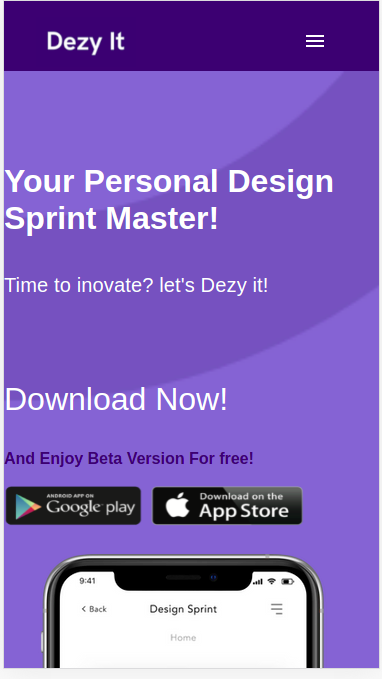 Dezy It
Your Personal Design
Sprint Master!
Time to inovate? let's Dezy it!
Download Now!
And Enjoy Beta Version For free!
ANDROID APP ON
Google play
Download on the
App Store
9:41
< Back
Design Sprint
Home